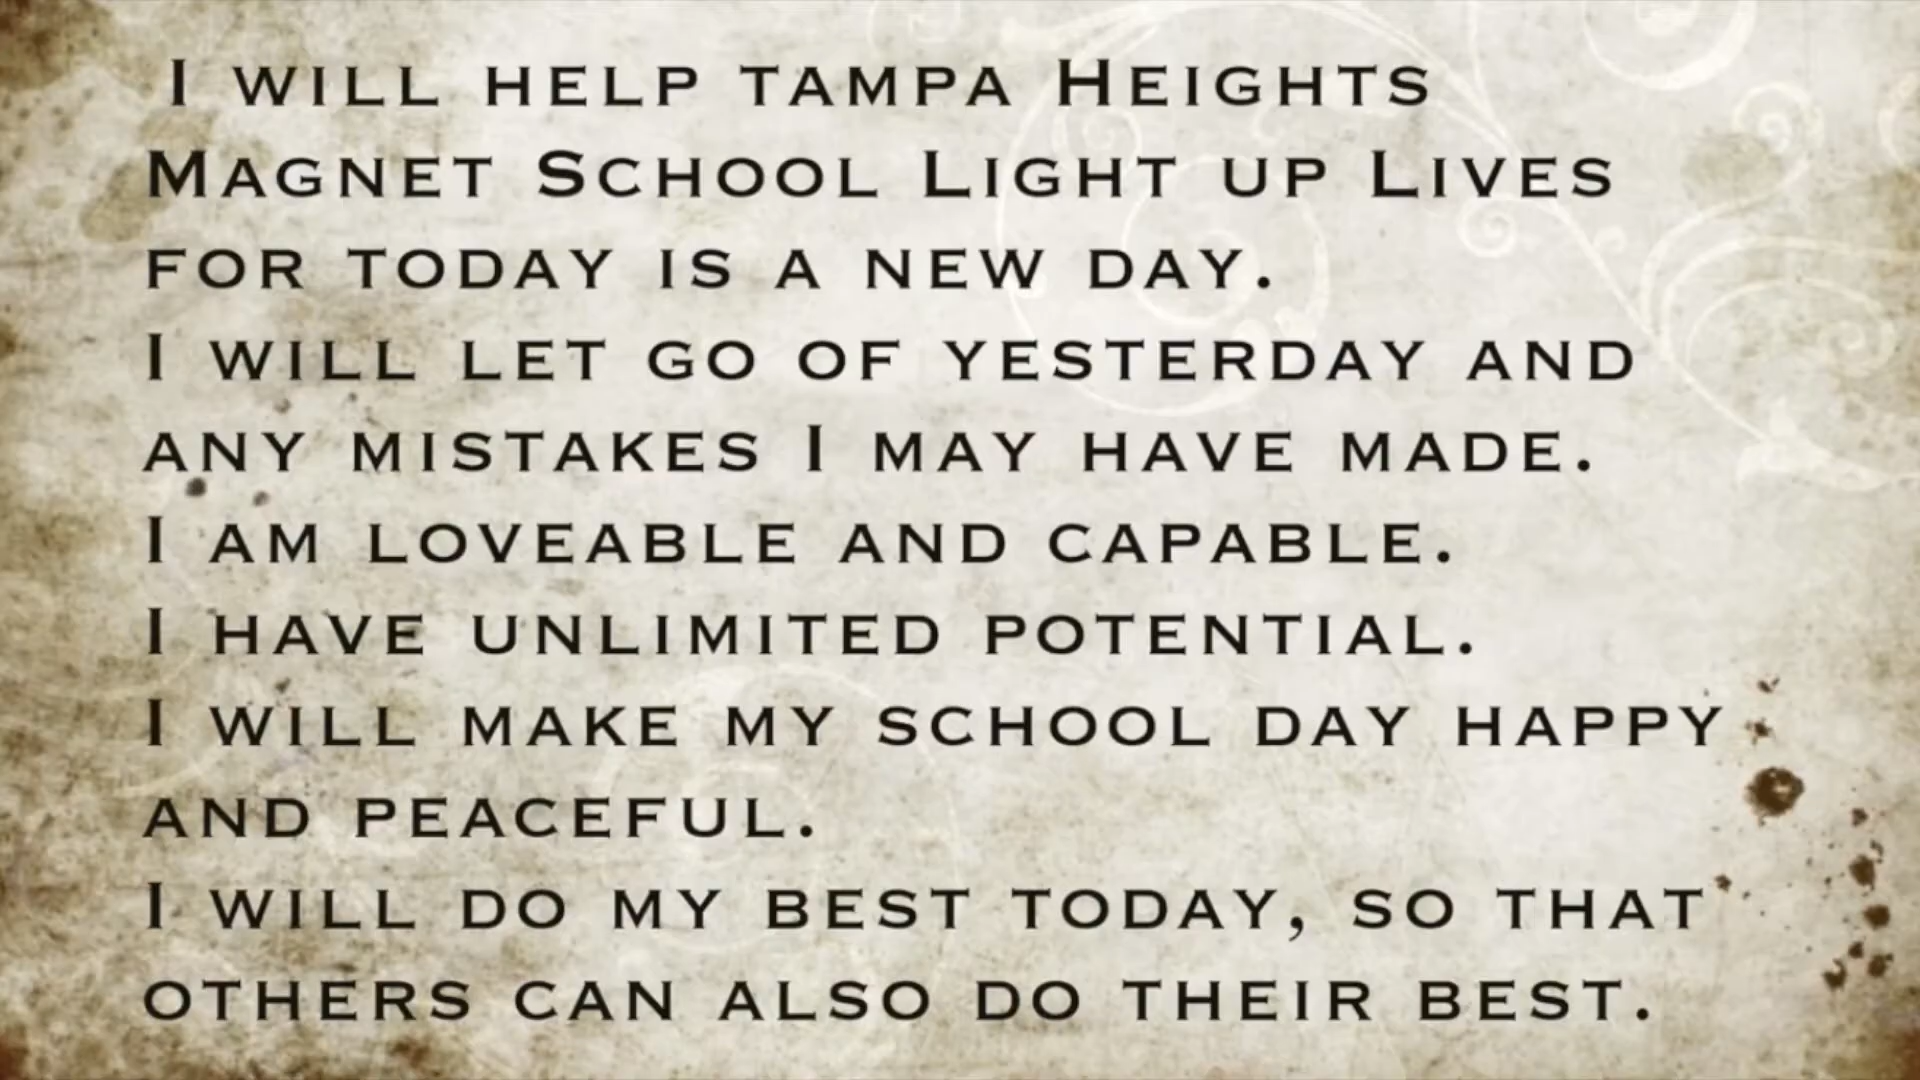 I will help tampa Heights
Magnet School Light up Lives
for today is a new day.
I will let go of yesterday and
any mistakes I may have made.
I am loveable and capable.
I have unlimited potential.
I will make my school day happy
and peaceful.
I will do my best today, so that
others can also do their best.